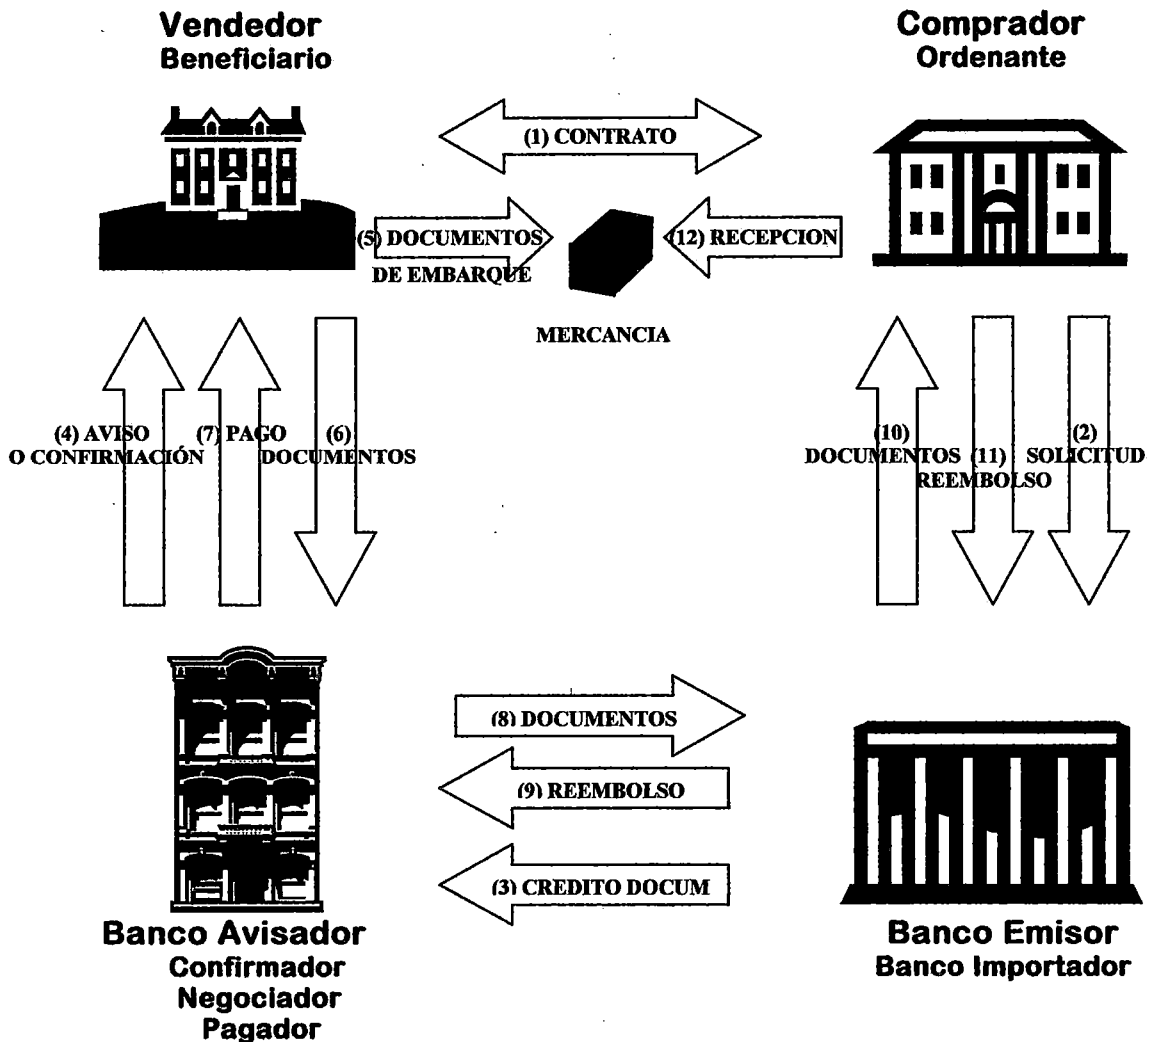 Vendedor
Beneficiario
Comprador
Ordenante
(1) CONTRATO
(5) DOCUMENTOS
DE EMBARQUE
(12) RECEPCION
MERCANCIA
(4) AVISO
O CONFIRMACIÓN
(7) PAGO
(6)
DOCUMENTOS
(10)
DOCUMENTOS
(11)
REEMBOLSO
(2)
SOLICITUD
(8) DOCUMENTOS
(9) REEMBOLSO
(3) CREDITO DOCUM
Banco Avisador
Confirmador
Negociador
Pagador
Banco Emisor
Banco Importador